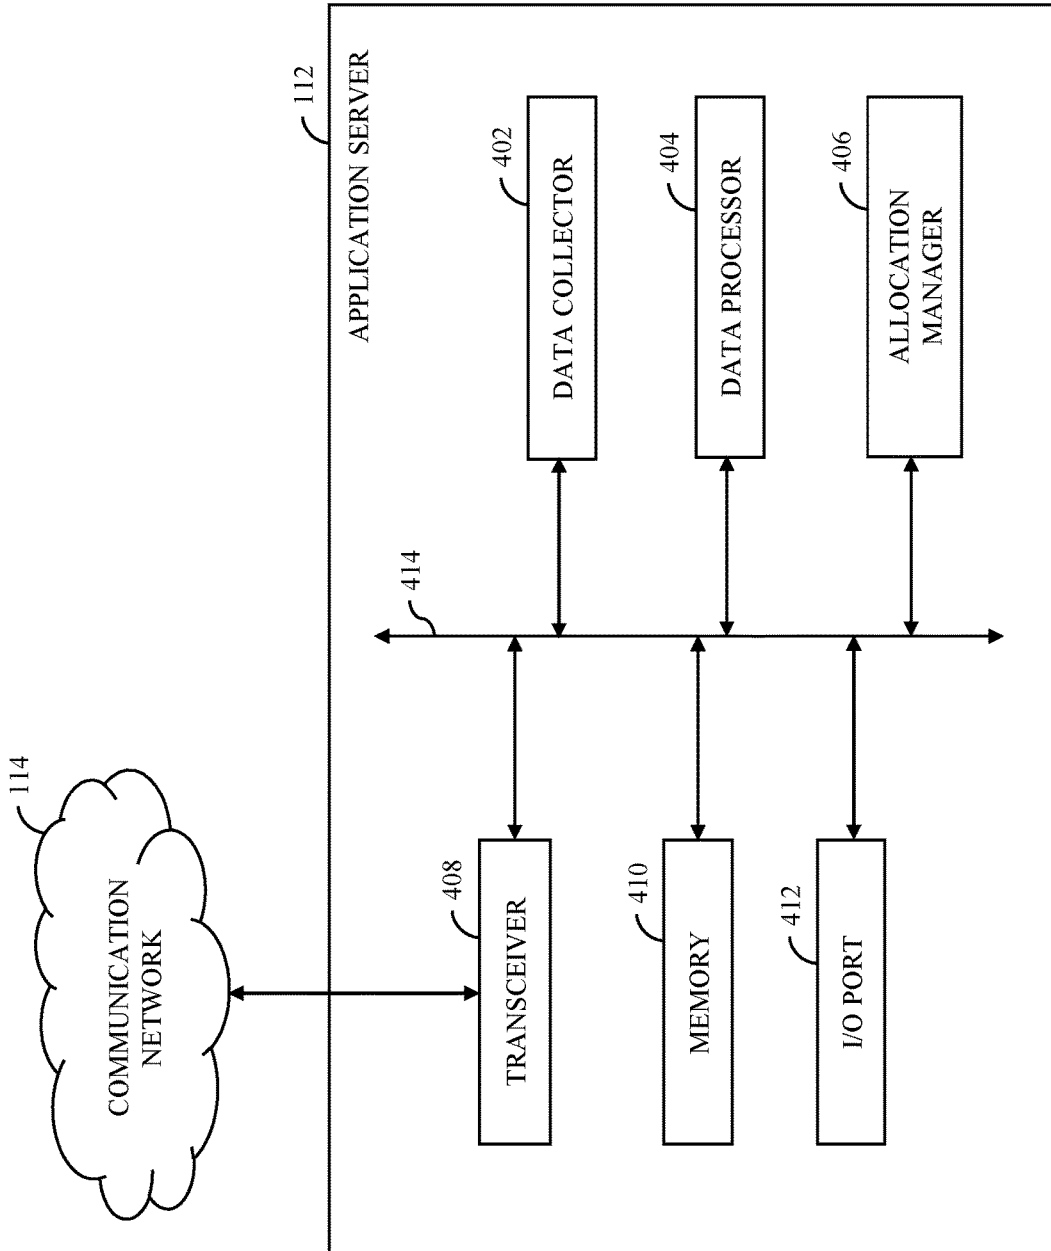 114
COMMUNICATION
NETWORK
112
APPLICATION SERVER
408
TRANSCEIVER
410
MEMORY
412
I/O PORT
414
402
DATA COLLECTOR
404
DATA PROCESSOR
406
ALLOCATION
MANAGER